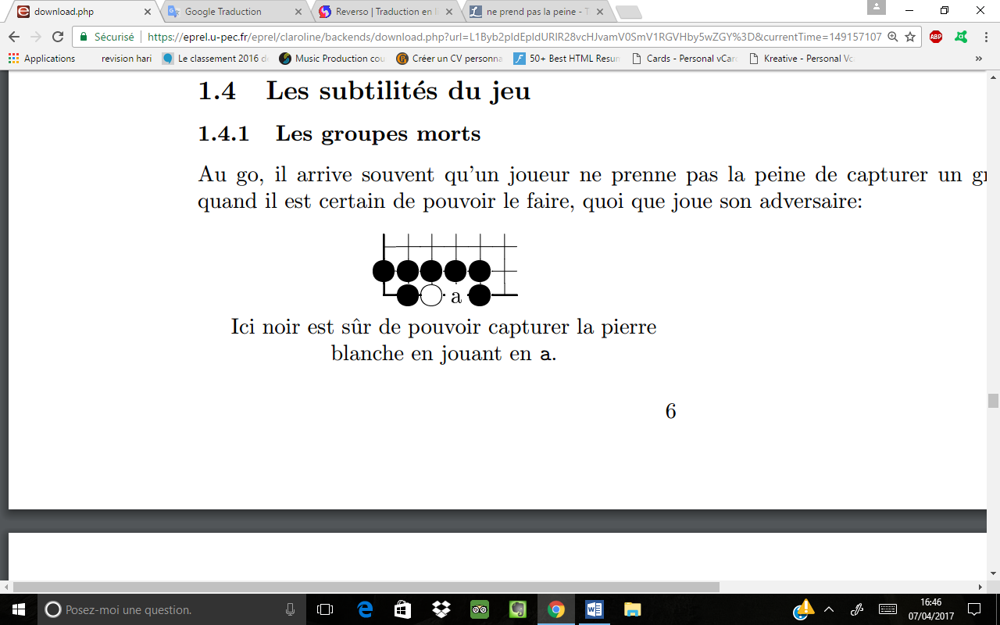 download.php
Google Traduction
Reverso | Traduction en l
ne prend pas la peine - T
Sécurisé
https://eprel.u-pec.fr/eprel/claroline/backends/download.php?url=L1Byb2pldEpldURlR28vcHJvamV0SmV1RGVHby5wZGY%3D&currentTime=149157107
ABP
Applications
revision hari
Le classement 2016 d
Music Production cou
Créer un CV personna
50+ Best HTML Resun
Cards - Personal vCar
Kreative - Personal Vc
»
1.4 Les subtilités du jeu
1.4.1 Les groupes morts
Au go, il arrive souvent qu'un joueur ne prenne pas la peine de capturer un gr
quand il est certain de pouvoir le faire, quoi que joue son adversaire:
a
Ici noir est sûr de pouvoir capturer la pierre
blanche en jouant en a.
6
Posez-moi une question.
16:46
07/04/2017